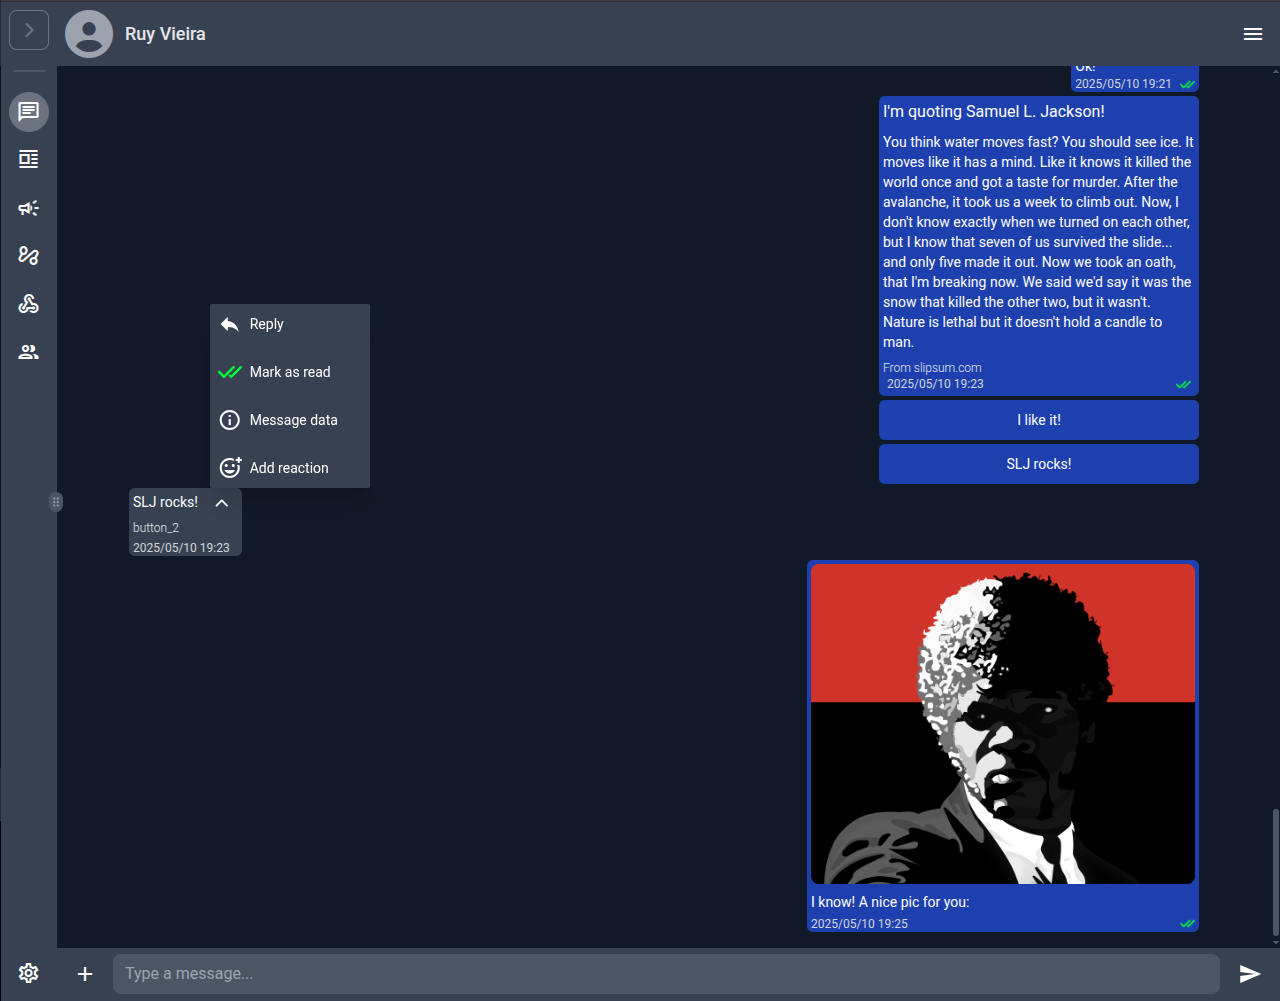 Ruy Vieira
Ok!
2025/05/10 19:21
I'm quoting Samuel L. Jackson!
You think water moves fast? You should see ice. It
moves like it has a mind. Like it knows it killed the
world once and got a taste for murder. After the
avalanche, it took us a week to climb out. Now, I
don't know exactly when we turned on each other,
but I know that seven of us survived the slide...
and only five made it out. Now we took an oath,
that I'm breaking now. We said we'd say it was the
snow that killed the other two, but it wasn't.
Nature is lethal but it doesn't hold a candle to
man.
From slipsum.com
2025/05/10 19:23
I like it!
SLJ rocks!
Reply
Mark as read
Message data
Add reaction
SLJ rocks!
button_2
2025/05/10 19:23
I know! A nice pic for you:
2025/05/10 19:25
Type a message...